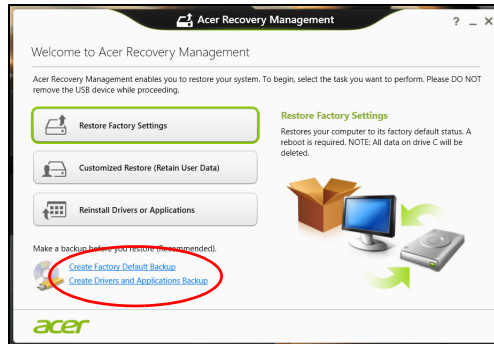 Acer Recovery Management
? _ X
Welcome to Acer Recovery Management
Acer Recovery Management enables you to restore your system. To begin, select the task you want to perform. Please DO NOT
remove the USB device while proceeding.
Restore Factory Settings
Customized Restore (Retain User Data)
Reinstall Drivers or Applications
Restore Factory Settings
Restores your computer to its factory default status. A
reboot is required. NOTE: All data on drive C will be
deleted.
Make a backup before you restore (Recommended).
Create Factory Default Backup
Create Drivers and Applications Backup
acer